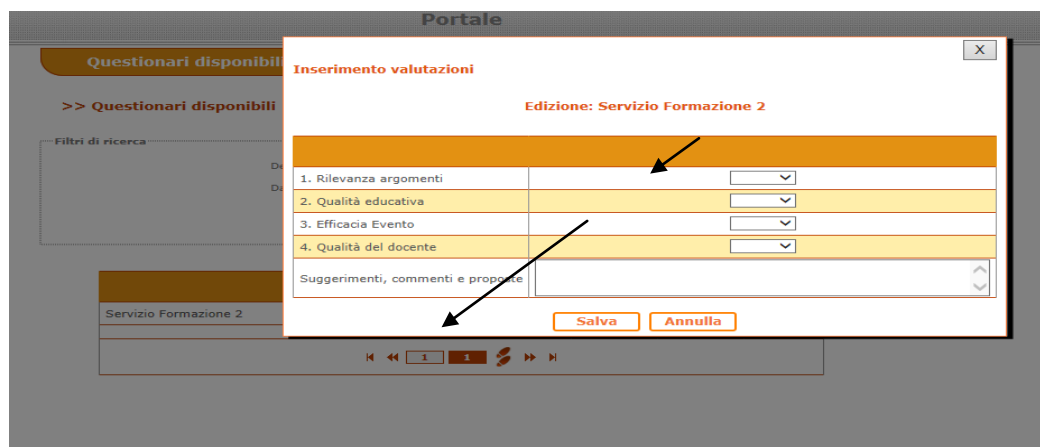 Portale
Questionari disponibili
X
Inserimento valutazioni
>> Questionari disponibili
Edizione: Servizio Formazione 2
Filtri di ricerca
1. Rilevanza argomenti
2. Qualità educativa
3. Efficacia Evento
4. Qualità del docente
Suggerimenti, commenti e proposte
Servizio Formazione 2
Salva Annulla
1 1